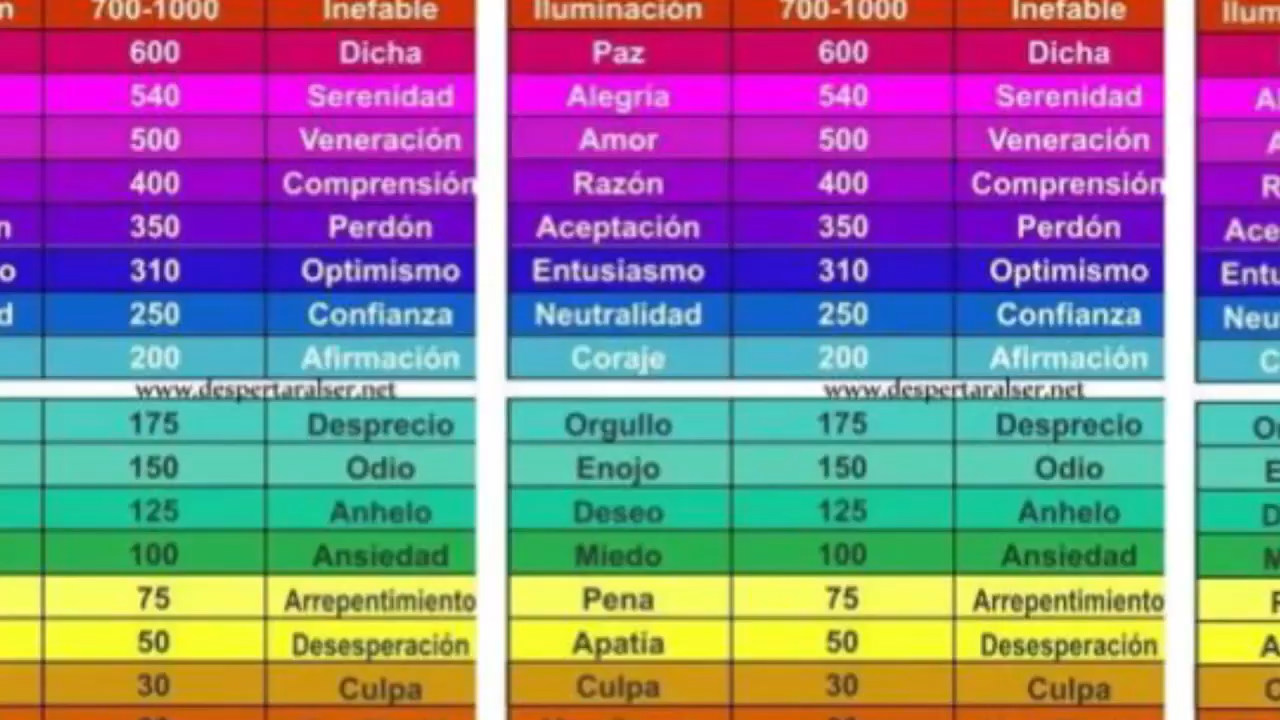 n 700-1000 Inefable Iluminación 700-1000 Inefable Ilum
600 Dicha Paz 600 Dicha
540 Serenidad Alegría 540 Serenidad A
500 Veneración Amor 500 Veneración A
400 Comprensión Razón 400 Comprensión R
n 350 Perdón Aceptación 350 Perdón Ace
o 310 Optimismo Entusiasmo 310 Optimismo Entu
d 250 Confianza Neutralidad 250 Confianza Neu
200 Afirmación Coraje 200 Afirmación C
www.despertaralser.net www.despertaralser.net
175 Desprecio Orgullo 175 Desprecio O
150 Odio Enojo 150 Odio E
125 Anhelo Deseo 125 Anhelo D
100 Ansiedad Miedo 100 Ansiedad M
75 Arrepentimiento Pena 75 Arrepentimiento P
50 Desesperación Apatía 50 Desesperación A
30 Culpa Culpa 30 Culpa C